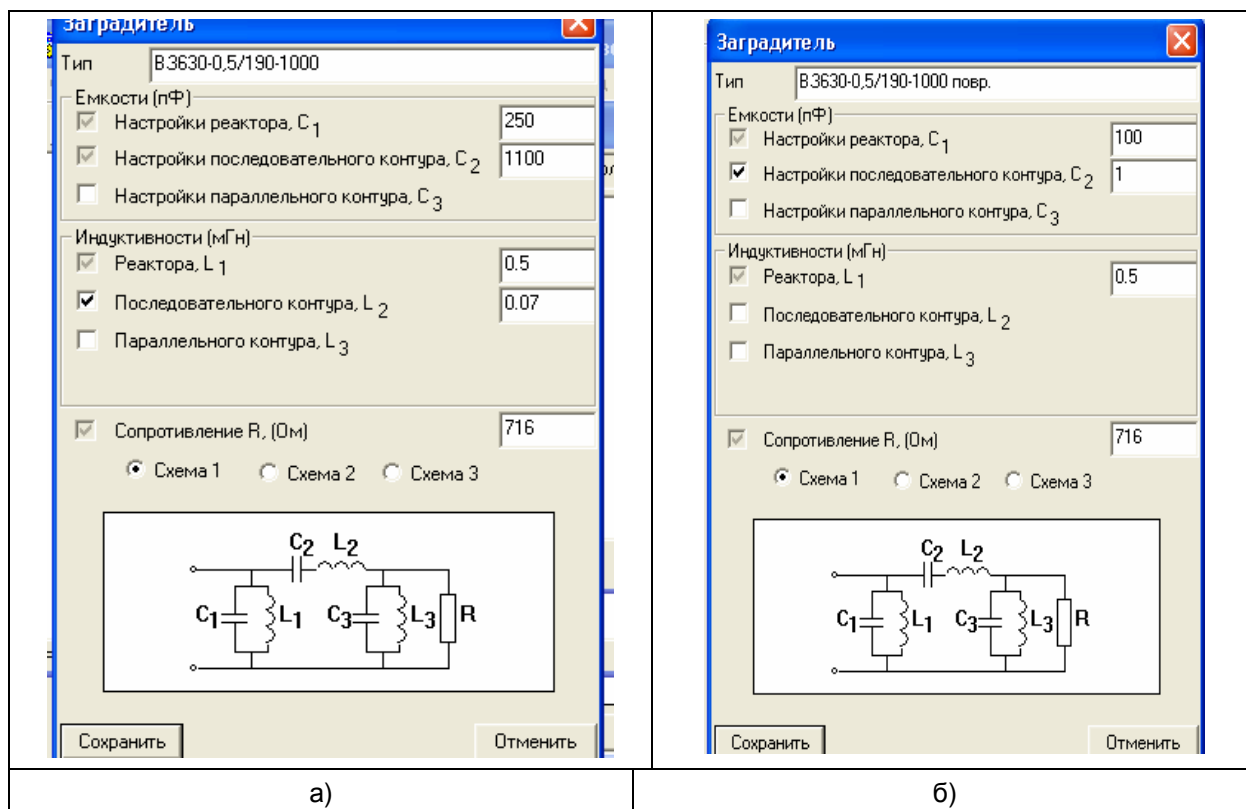 Заградитель
Тип В3630-0,5/190-1000
Емкости (пФ)
Настройки реактора, C1 250
Настройки последовательного контура, C2 1100
Настройки параллельного контура, C3
Индуктивности (мГн)
Реактора, L1 0.5
Последовательного контура, L2 0.07
Параллельного контура, L3
Сопротивление R, (Ом) 716
Схема 1 Схема 2 Схема 3
C2 L2
C1 L1 C3 L3 R
Сохранить Отменить
а)
Заградитель
Тип В3630-0,5/190-1000 повр.
Емкости (пФ)
Настройки реактора, C1 100
Настройки последовательного контура, C2 1
Настройки параллельного контура, C3
Индуктивности (мГн)
Реактора, L1 0.5
Последовательного контура, L2
Параллельного контура, L3
Сопротивление R, (Ом) 716
Схема 1 Схема 2 Схема 3
C2 L2
C1 L1 C3 L3 R
Сохранить Отменить
б)